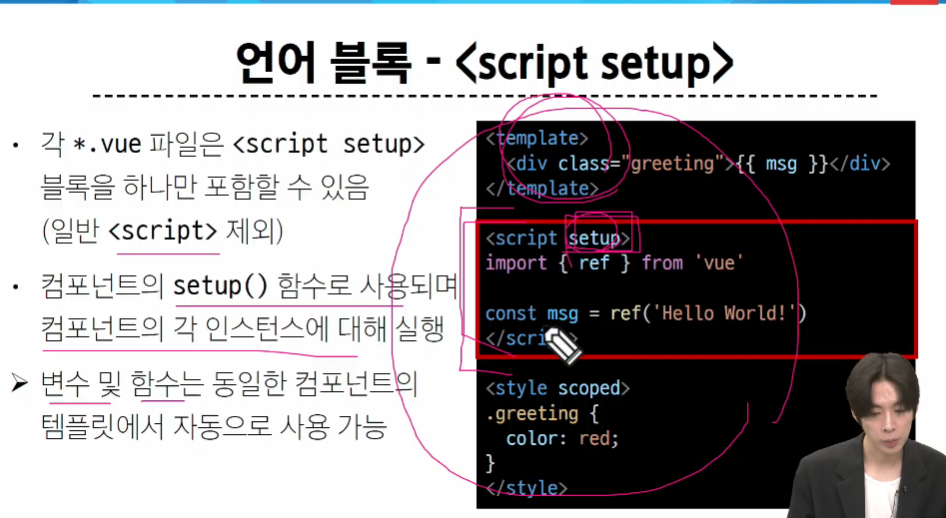 언어 블록 - <script setup>
각 *.vue 파일은 <script setup>
블록을 하나만 포함할 수 있음
(일반 <script> 제외)
컴포넌트의 setup() 함수로 사용되며
컴포넌트의 각 인스턴스에 대해 실행
변수 및 함수는 동일한 컴포넌트의
템플릿에서 자동으로 사용 가능
<template>
<div class="greeting">{{ msg }}</div>
</template>
<script setup>
import { ref } from 'vue'
const msg = ref('Hello World!')
</scri
<style scoped>
.greeting {
color: red;
}
</style>